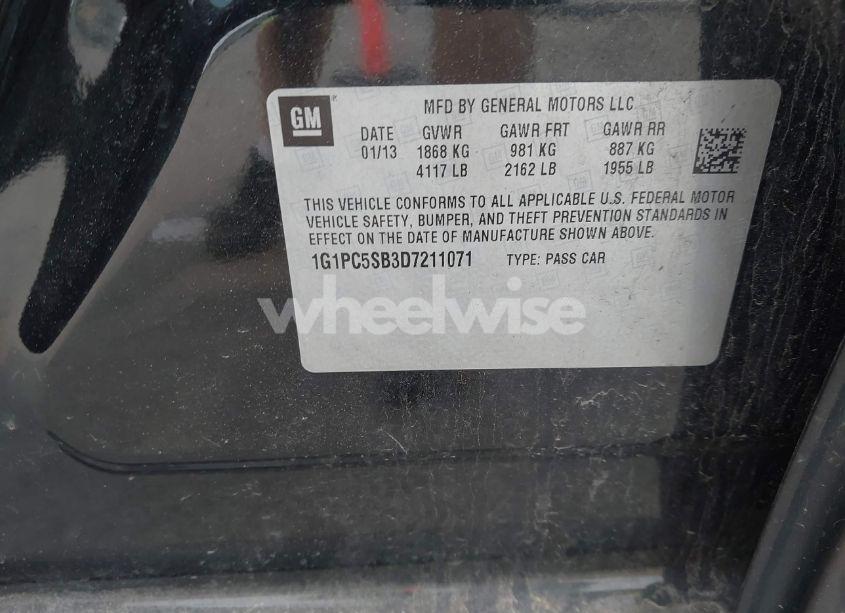 GM
MFD BY GENERAL MOTORS LLC
DATE GVWR GAWR FRT GAWR RR
01/13 1868 KG 981 KG 887 KG
4117 LB 2162 LB 1955 LB
THIS VEHICLE CONFORMS TO ALL APPLICABLE U.S. FEDERAL MOTOR
VEHICLE SAFETY, BUMPER, AND THEFT PREVENTION STANDARDS IN
EFFECT ON THE DATE OF MANUFACTURE SHOWN ABOVE.
1G1PC5SB3D7211071 TYPE: PASS CAR
wheelwise